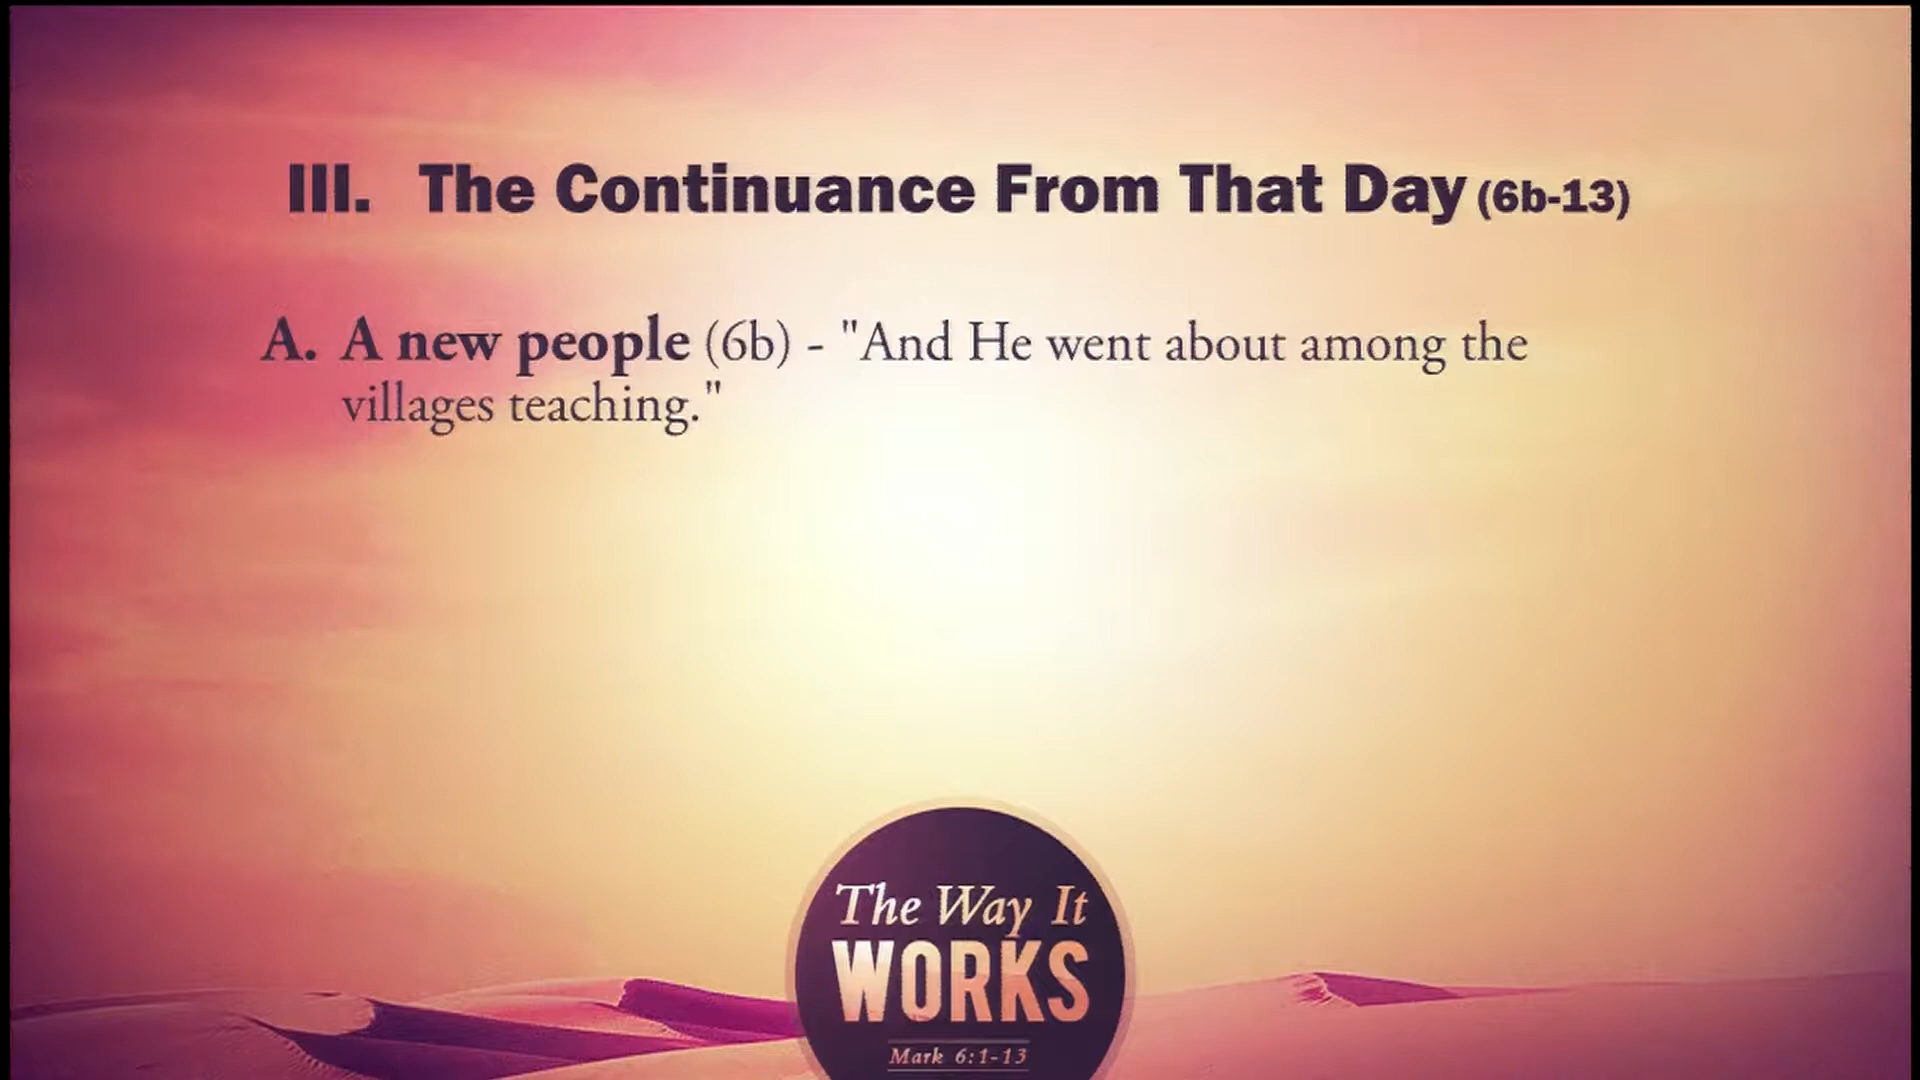 III. The Continuance From That Day (6b-13)
A. A new people (6b) - "And He went about among the
villages teaching."
The Way It
WORKS
Mark 6:1-13